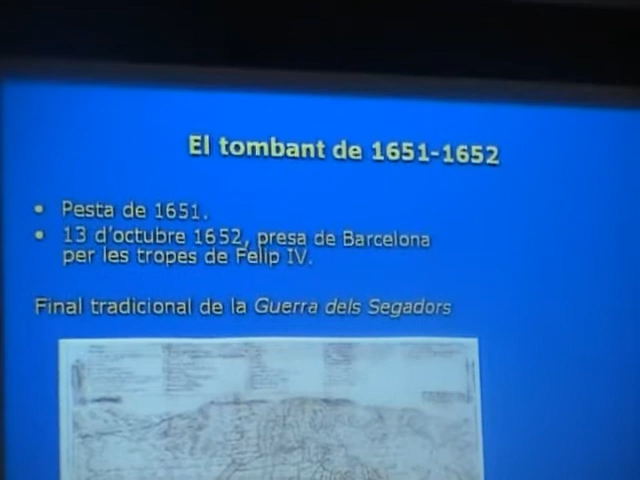 El tombant de 1651-1652
• Pesta de 1651.
• 13 d'octubre 1652, presa de Barcelona
per les tropes de Felip IV.
Final tradicional de la Guerra dels Segadors